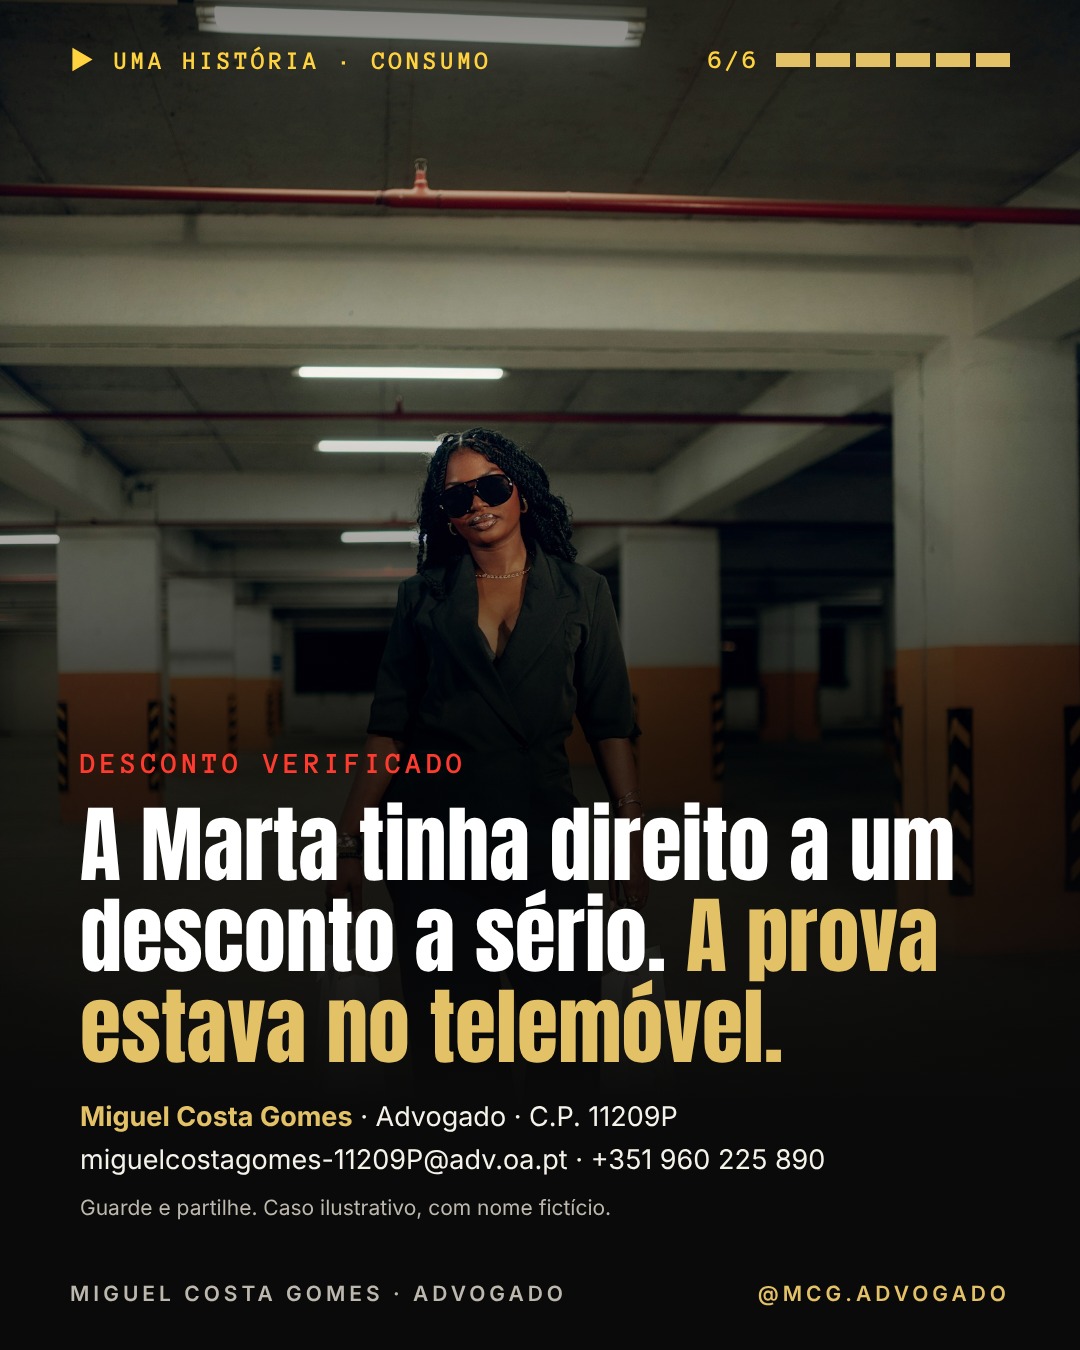 UMA HISTÓRIA · CONSUMO
6/6
DESCONTO VERIFICADO
A Marta tinha direito a um
desconto a sério. A prova
estava no telemóvel.
Miguel Costa Gomes · Advogado · C.P. 11209P
miguelcostagomes-11209P@adv.oa.pt · +351 960 225 890
Guarde e partilhe. Caso ilustrativo, com nome fictício.
MIGUEL COSTA GOMES · ADVOGADO
@MCG.ADVOGADO